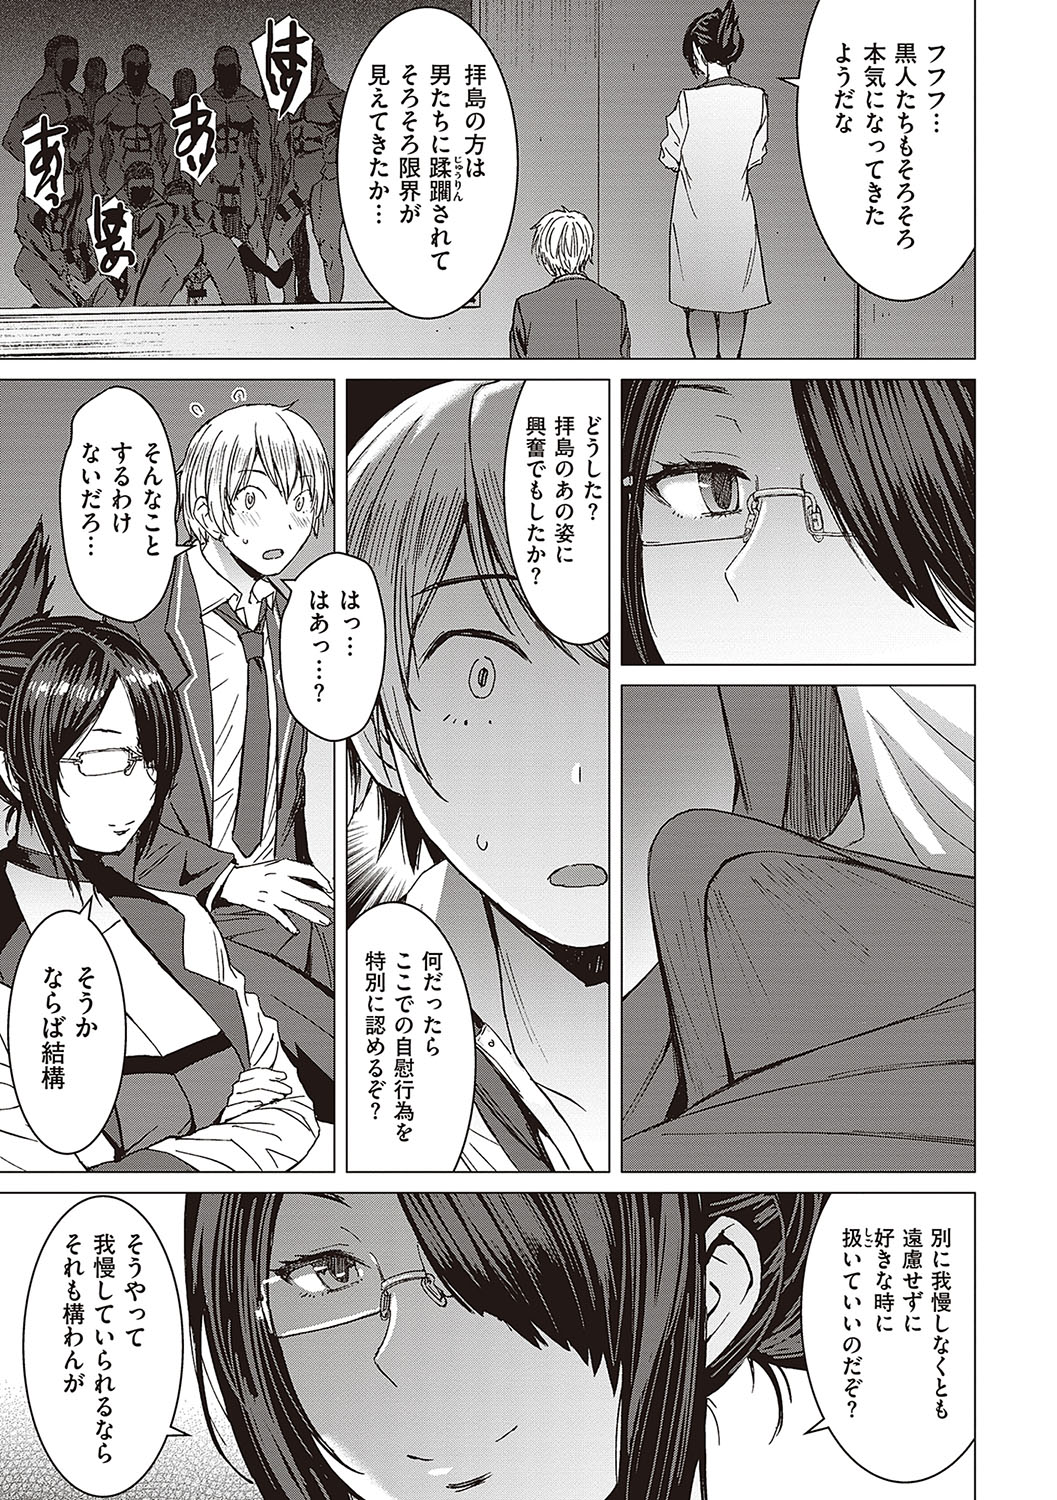 フフフ…
黒人たちもそろそろ
本気になってきた
ようだな
拝島の方は
男たちに蹂躙されて
じゅうりん
そろそろ限界が
見えてきたか…
はぁ
あぁ
はぁ
あぁっ
どうした？
拝島のあの姿に
興奮でもしたか？
はっ…
はあっ…？
そんなこと
するわけ
ないだろ…
何だったら
ここでの自慰行為を
特別に認めるぞ？
そうか
ならば結構
別に我慢しなくとも
遠慮せずに
好きな時に
扱いていいのだぞ？
しご
そうやって
我慢していられるなら
それも構わんが